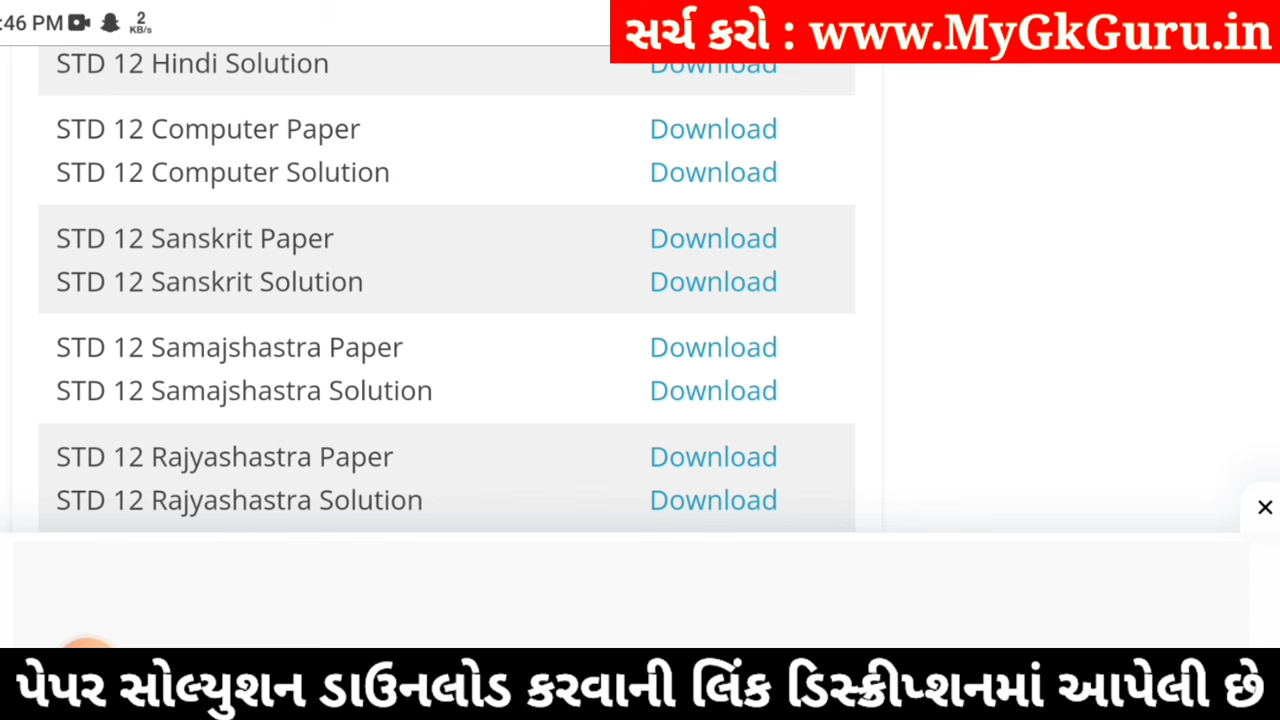 :46 PM 2 KB/s
સર્ચ કરો : www.MyGkGuru.in
STD 12 Hindi Solution Download
STD 12 Computer Paper Download
STD 12 Computer Solution Download
STD 12 Sanskrit Paper Download
STD 12 Sanskrit Solution Download
STD 12 Samajshastra Paper Download
STD 12 Samajshastra Solution Download
STD 12 Rajyashastra Paper Download
STD 12 Rajyashastra Solution Download
પેપર સોલ્યુશન ડાઉનલોડ કરવાની લિંક ડિસ્ક્રીપ્શનમાં આપેલી છે